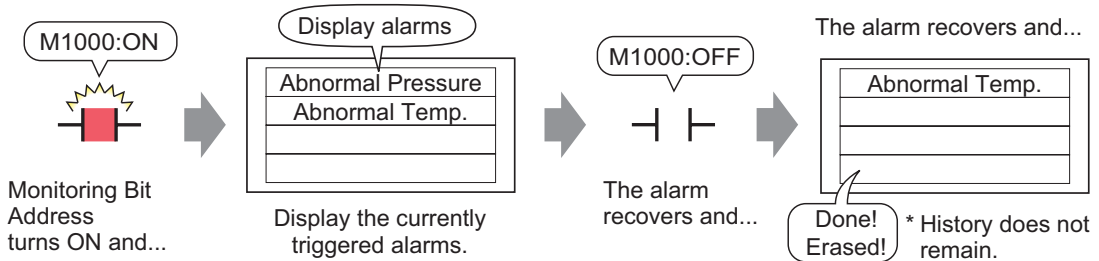 M1000:ON
Monitoring Bit
Address
turns ON and...
Display alarms
Abnormal Pressure
Abnormal Temp.
Display the currently
triggered alarms.
M1000:OFF
The alarm
recovers and...
The alarm recovers and...
Abnormal Temp.
Done!
Erased!
* History does not
remain.